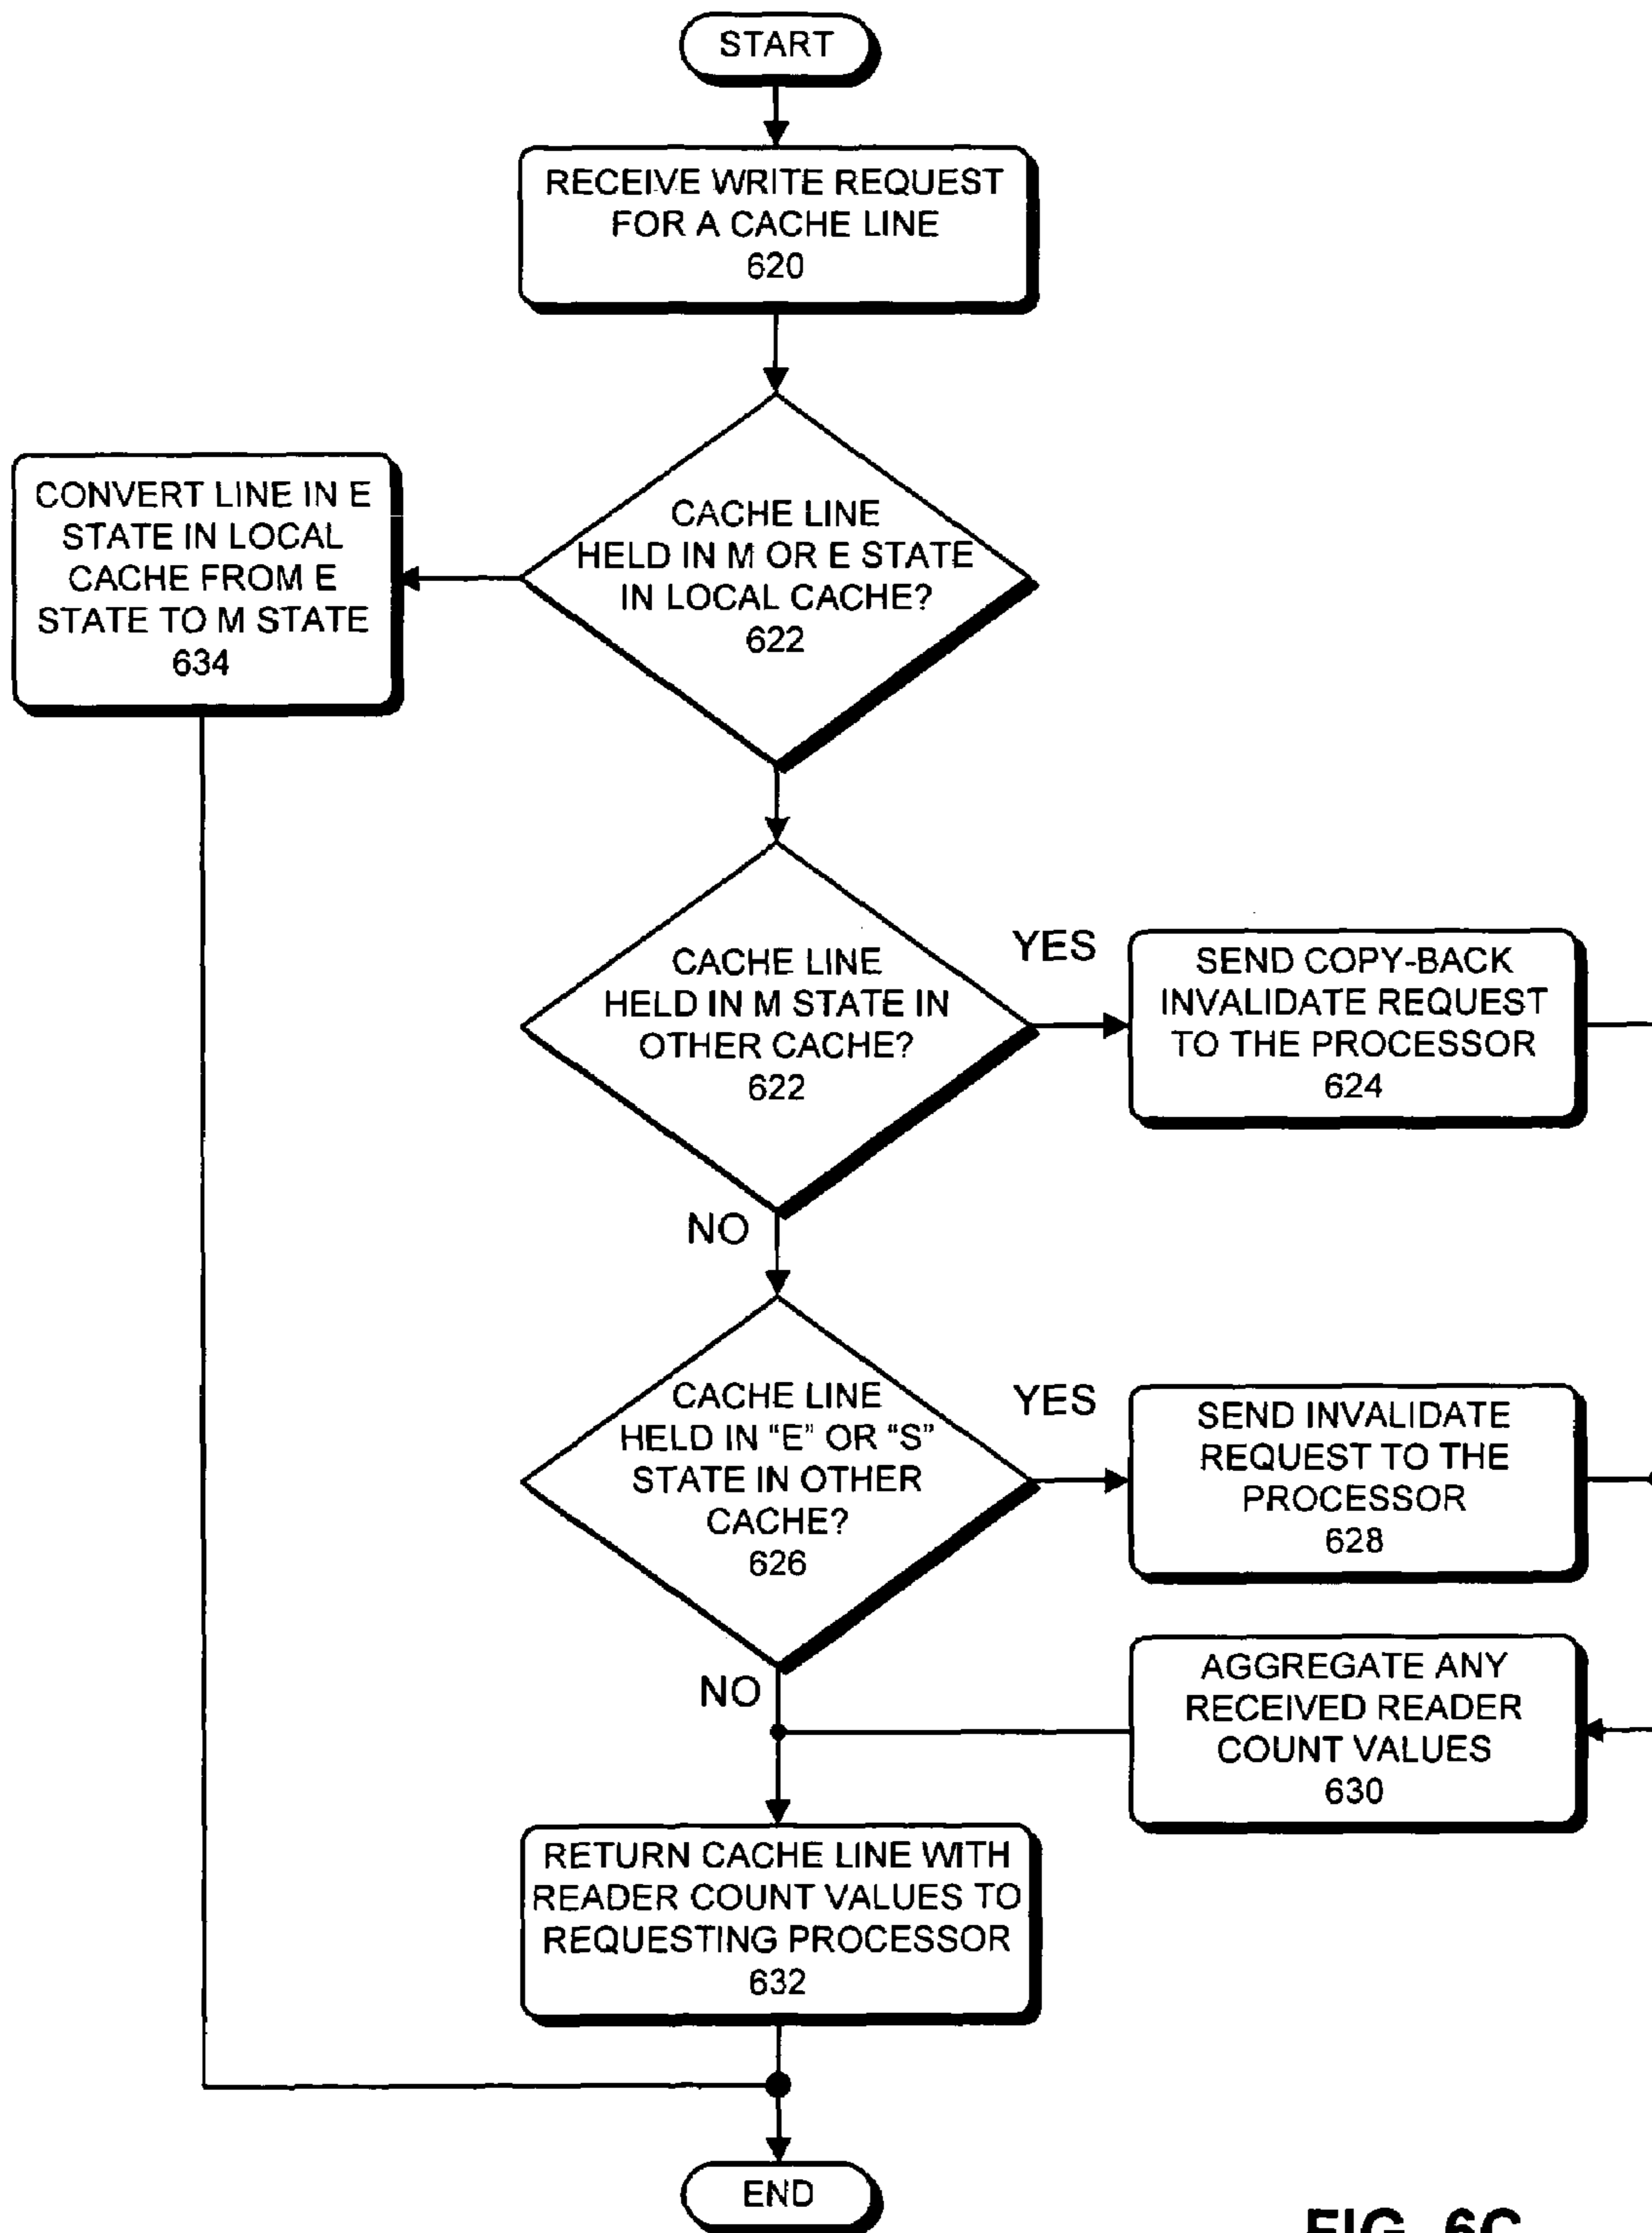 START
RECEIVE WRITE REQUEST
FOR A CACHE LINE
620
CONVERT LINE IN E
STATE IN LOCAL
CACHE FROM E
STATE TO M STATE
634
CACHE LINE
HELD IN M OR E STATE
IN LOCAL CACHE?
622
CACHE LINE
HELD IN M STATE IN
OTHER CACHE?
622
YES
SEND COPY-BACK
INVALIDATE REQUEST
TO THE PROCESSOR
624
NO
CACHE LINE
HELD IN "E" OR "S"
STATE IN OTHER
CACHE?
626
YES
SEND INVALIDATE
REQUEST TO THE
PROCESSOR
628
NO
AGGREGATE ANY
RECEIVED READER
COUNT VALUES
630
RETURN CACHE LINE WITH
READER COUNT VALUES TO
REQUESTING PROCESSOR
632
END
FIG. 6C